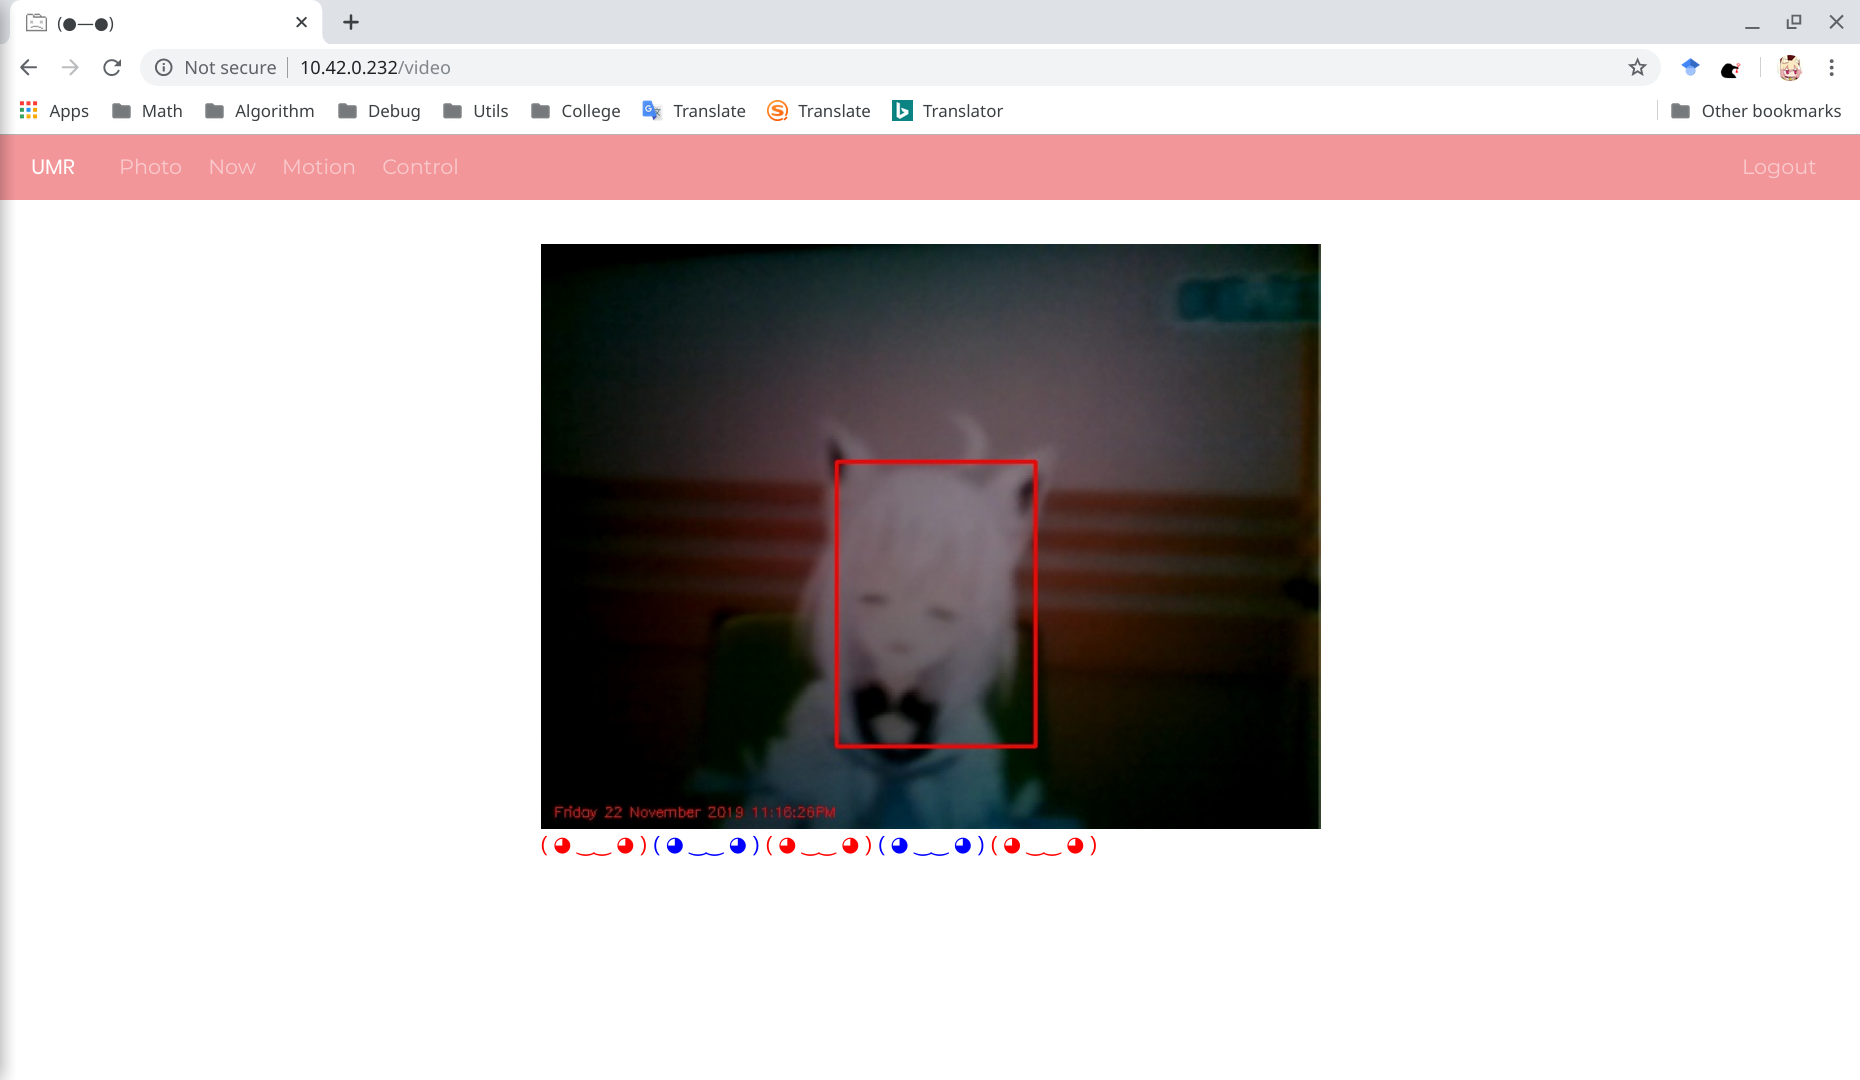 (●—●)
Not secure | 10.42.0.232/video
Apps Math Algorithm Debug Utils College Translate Translate Translator Other bookmarks
UMR Photo Now Motion Control Logout
Friday 22 November 2019 11:16:26PM
( ◕ ‿‿ ◕ ) ( ◕ ‿‿ ◕ ) ( ◕ ‿‿ ◕ ) ( ◕ ‿‿ ◕ ) ( ◕ ‿‿ ◕ )